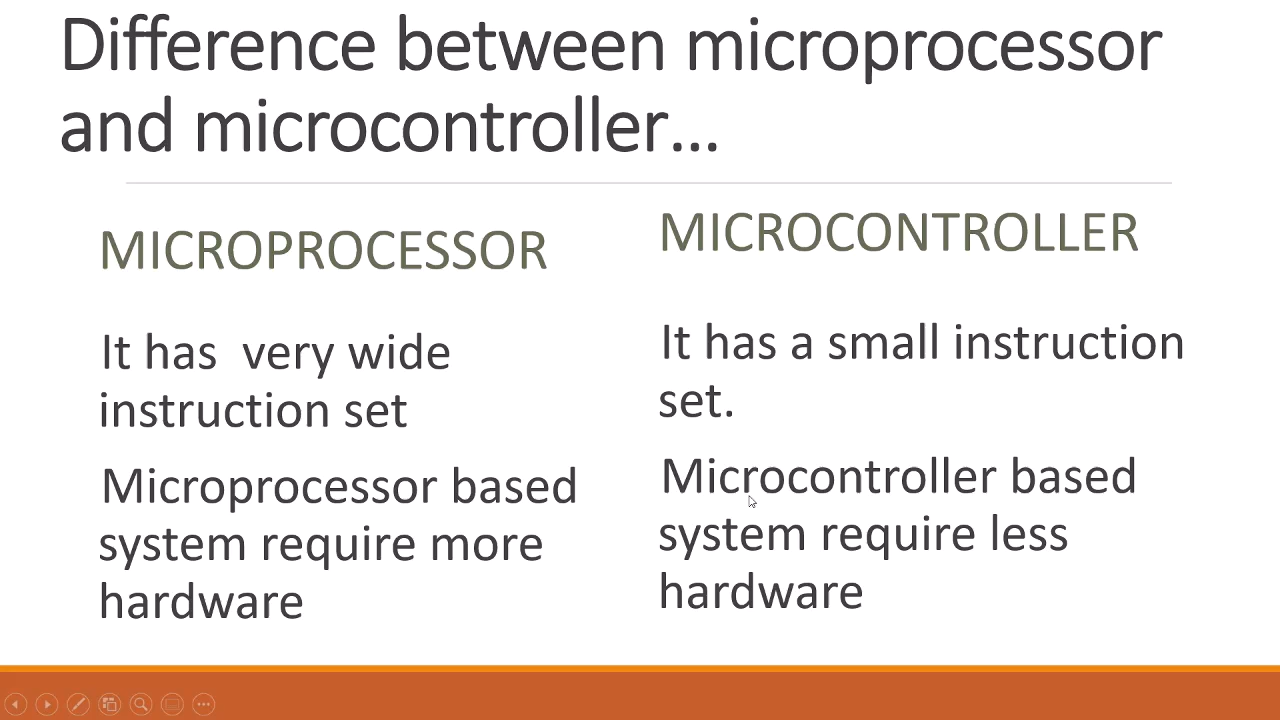 Difference between microprocessor
and microcontroller...
MICROPROCESSOR
It has very wide
instruction set
Microprocessor based
system require more
hardware
MICROCONTROLLER
It has a small instruction
set.
Microcontroller based
system require less
hardware